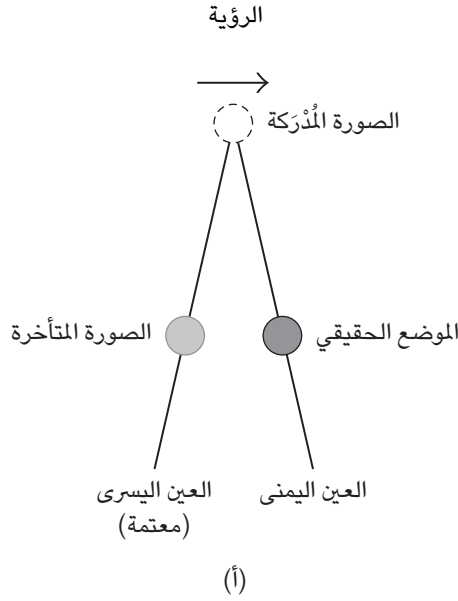 الرؤية
الصورة المُدْرَكة
الموضع الحقيقي
الصورة المتأخرة
العين اليمنى
العين اليسرى
(معتمة)
(أ)